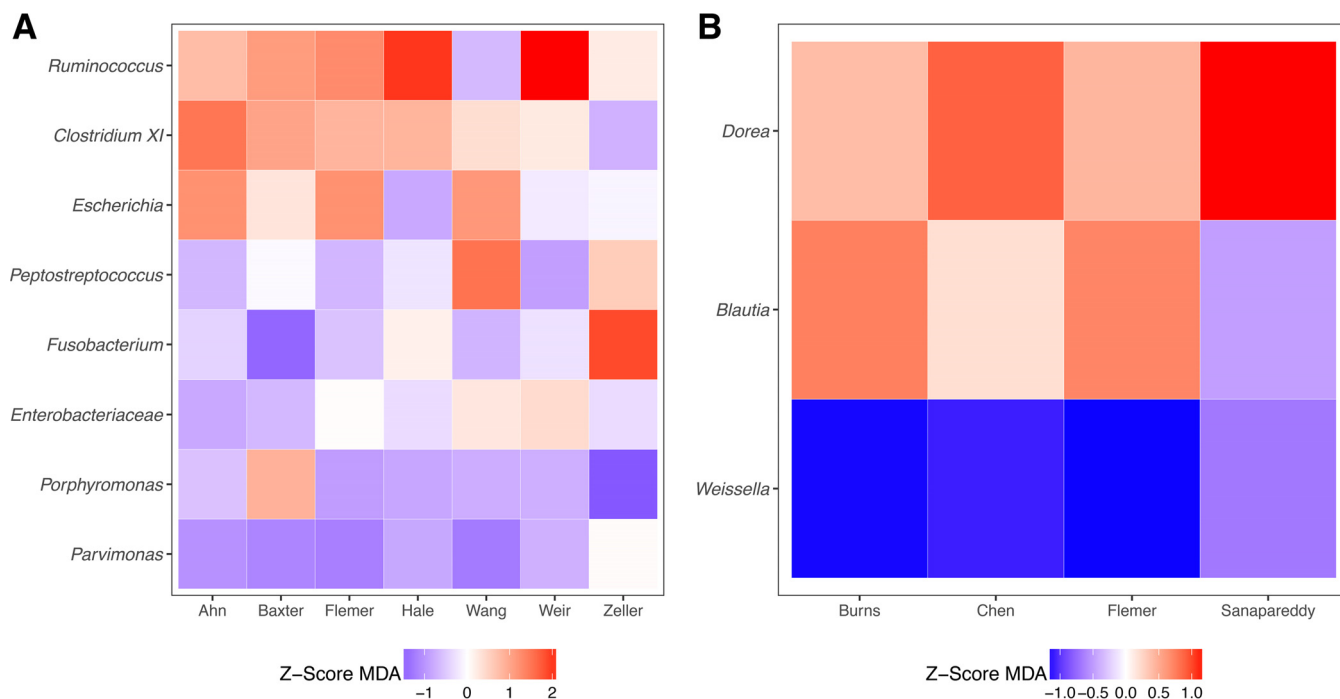 A
Ruminococcus
Clostridium XI
Escherichia
Peptostreptococcus
Fusobacterium
Enterobacteriaceae
Porphyromonas
Parvimonas
Ahn Baxter Flemer Hale Wang Weir Zeller
Z−Score MDA
−1 0 1 2
B
Dorea
Blautia
Weissella
Burns Chen Flemer Sanapareddy
Z−Score MDA
−1.0 −0.5 0.0 0.5 1.0